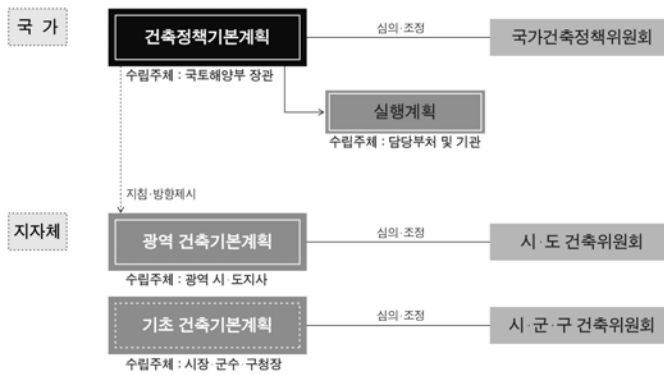 국 가
건축정책기본계획
심의·조정
국가건축정책위원회
수립주체 : 국토해양부 장관
실행계획
수립주체 : 담당부처 및 기관
지침·방향제시
지자체
광역 건축기본계획
심의·조정
시·도 건축위원회
수립주체 : 광역 시·도지사
기초 건축기본계획
심의·조정
시·군·구 건축위원회
수립주체 : 시장·군수·구청장